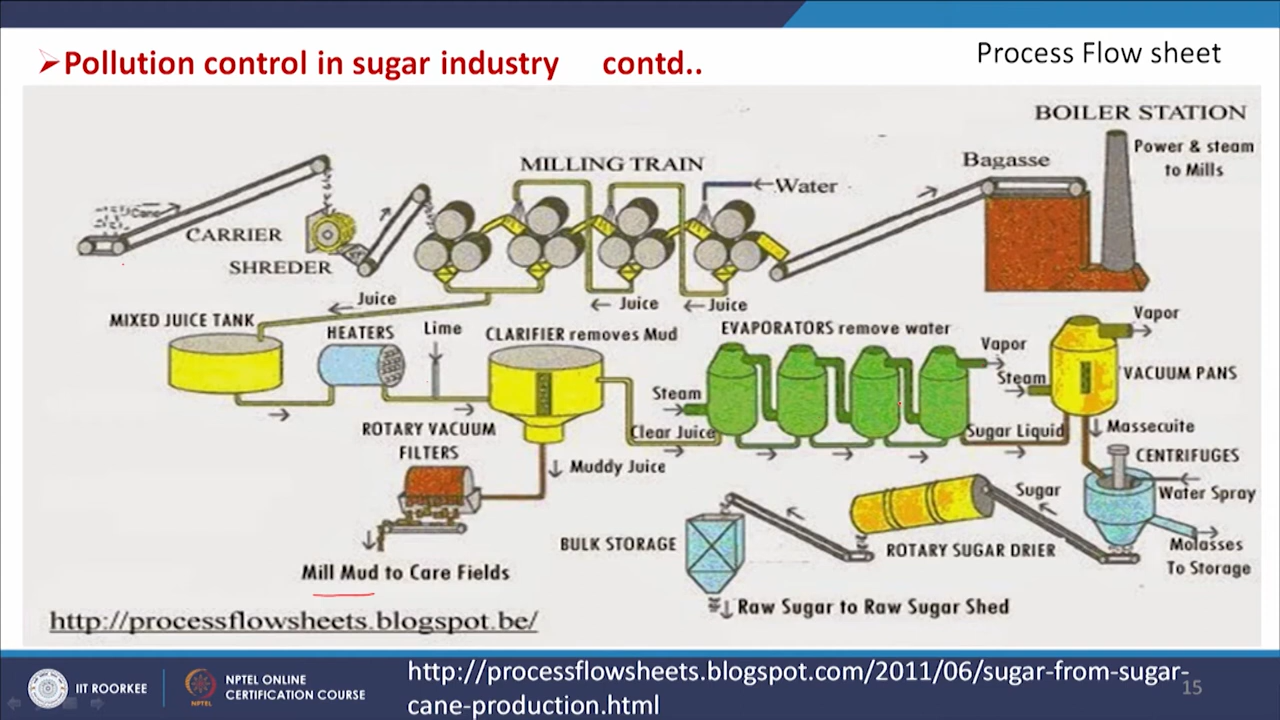 ➢Pollution control in sugar industry contd..
Process Flow sheet
BOILER STATION
Power & steam
to Mills
Bagasse
MILLING TRAIN
Water
Cane
CARRIER
SHREDER
Juice
Juice
Juice
MIXED JUICE TANK
HEATERS
Lime
CLARIFIER removes Mud
EVAPORATORS remove water
Vapor
Vapor
Steam
Steam
VACUUM PANS
Clear Juice
Sugar Liquid
Massecuite
ROTARY VACUUM
FILTERS
Muddy Juice
CENTRIFUGES
Water Spray
Sugar
Molasses
To Storage
BULK STORAGE
ROTARY SUGAR DRIER
Mill Mud to Care Fields
Raw Sugar to Raw Sugar Shed
http://processflowsheets.blogspot.be/
IIT ROORKEE
NPTEL
NPTEL ONLINE
CERTIFICATION COURSE
http://processflowsheets.blogspot.com/2011/06/sugar-from-sugar-
cane-production.html
15